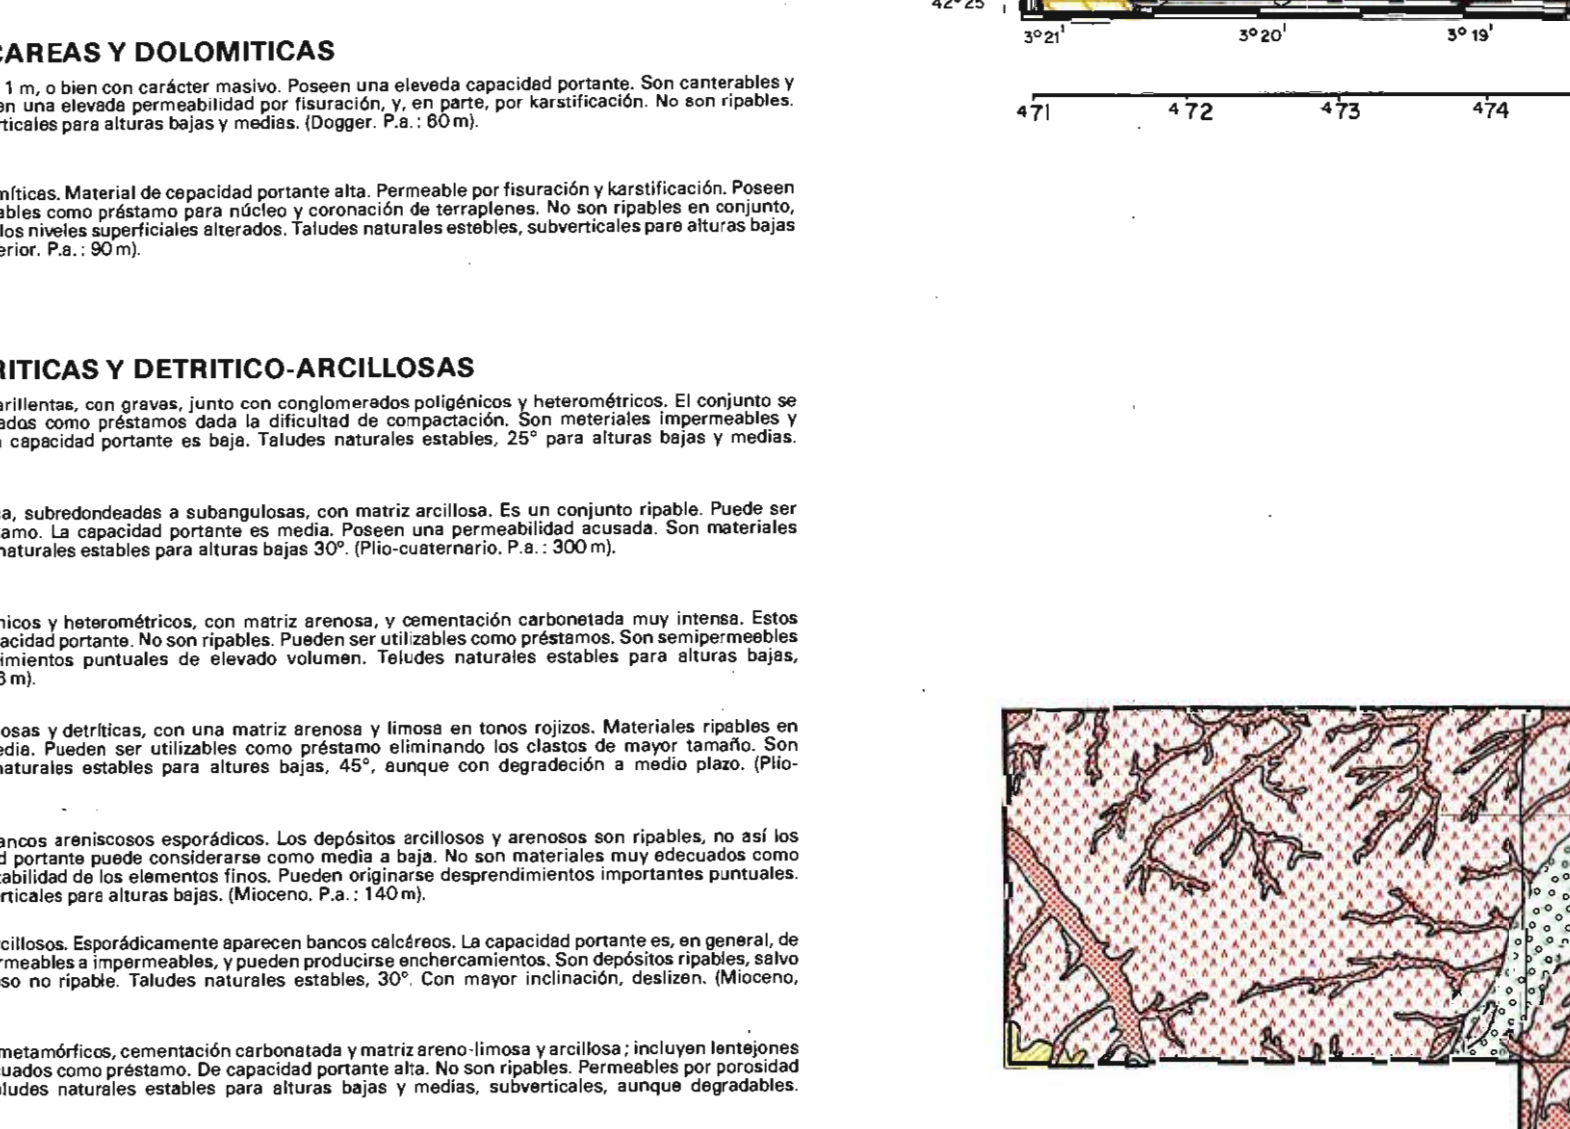 CAREAS Y DOLOMITICAS
1 m, o bien con carácter masivo. Poseen una eleveda capacidad portante. Son canterables y
en una elevada permeabilidad por fisuración, y, en parte, por karstificación. No son ripables.
rticales para alturas bajas y medias. (Dogger. P.a.: 60 m).
míticas. Material de capacidad portante alta. Permeable por fisuración y karstificación. Poseen
ables como préstamo para núcleo y coronación de terraplenes. No son ripables en conjunto,
los niveles superficiales alterados. Taludes naturales estebles, subverticales pare alturas bajas
erior. P.a.: 90 m).
RITICAS Y DETRITICO-ARCILLOSAS
arillentas, con gravas, junto con conglomerados poligénicos y heterométricos. El conjunto se
ados como préstamos dada la dificultad de compactación. Son meteriales impermeables y
capacidad portante es baja. Taludes naturales estables, 25° para alturas bajas y medias.
ca, subredondeadas a subangulosas, con matriz arcillosa. Es un conjunto ripable. Puede ser
tamo. La capacidad portante es media. Poseen una permeabilidad acusada. Son materiales
naturales estables para alturas bajas 30°. (Plio-cuaternario. P.a.: 300 m).
nicos y heterométricos, con matriz arenosa, y cementación carbonetada muy intensa. Estos
acidad portante. No son ripables. Pueden ser utilizables como préstamos. Son semipermeebles
imientos puntuales de elevado volumen. Teludes naturales estables para alturas bajas,
m).
osas y detríticas, con una matriz arenosa y limosa en tonos rojizos. Materiales ripables en
edia. Pueden ser utilizables como préstamo eliminando los clastos de mayor tamaño. Son
naturales estables para altures bajas, 45°, aunque con degradeción a medio plazo. (Plio-
ancos areniscosos esporádicos. Los depósitos arcillosos y arenosos son ripables, no así los
d portante puede considerarse como media a baja. No son materiales muy edecuados como
tabilidad de los elementos finos. Pueden originarse desprendimientos importantes puntuales.
rticales para alturas bajas. (Mioceno. P.a.: 140 m).
cillosos. Esporádicamente aparecen bancos calcáreos. La capacidad portante es, en general, de
rmeables a impermeables, y pueden producirse enchercamientos. Son depósitos ripables, salvo
so no ripable. Taludes naturales estables, 30°. Con mayor inclinación, deslizen. (Mioceno,
metamórficos, cementación carbonatada y matriz areno-limosa y arcillosa; incluyen lentejones
uados como préstamo. De capacidad portante alta. No son ripables. Permeables por porosidad
aludes naturales estables para alturas bajas y medias, subverticales, aunque degradables.
42°25
3°21' 3°20' 3°19'
471 472 473 474